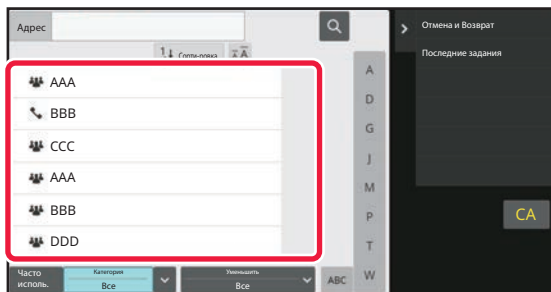 Адрес
Отмена и Возврат
Последние задания
Сорти-ровка
A
AAA
BBB
CCC
AAA
BBB
DDD
A
D
G
J
M
P
T
W
CA
Часто
исполь.
Категория
Все
Уменьшить
Все
ABC